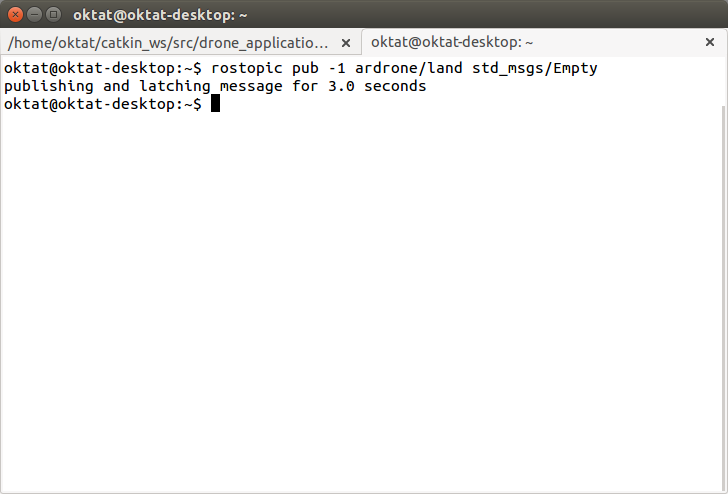 oktat@oktat-desktop: ~
/home/oktat/catkin_ws/src/drone_applicatio... oktat@oktat-desktop: ~
oktat@oktat-desktop:~$ rostopic pub -1 ardrone/land std_msgs/Empty
publishing and latching message for 3.0 seconds
oktat@oktat-desktop:~$